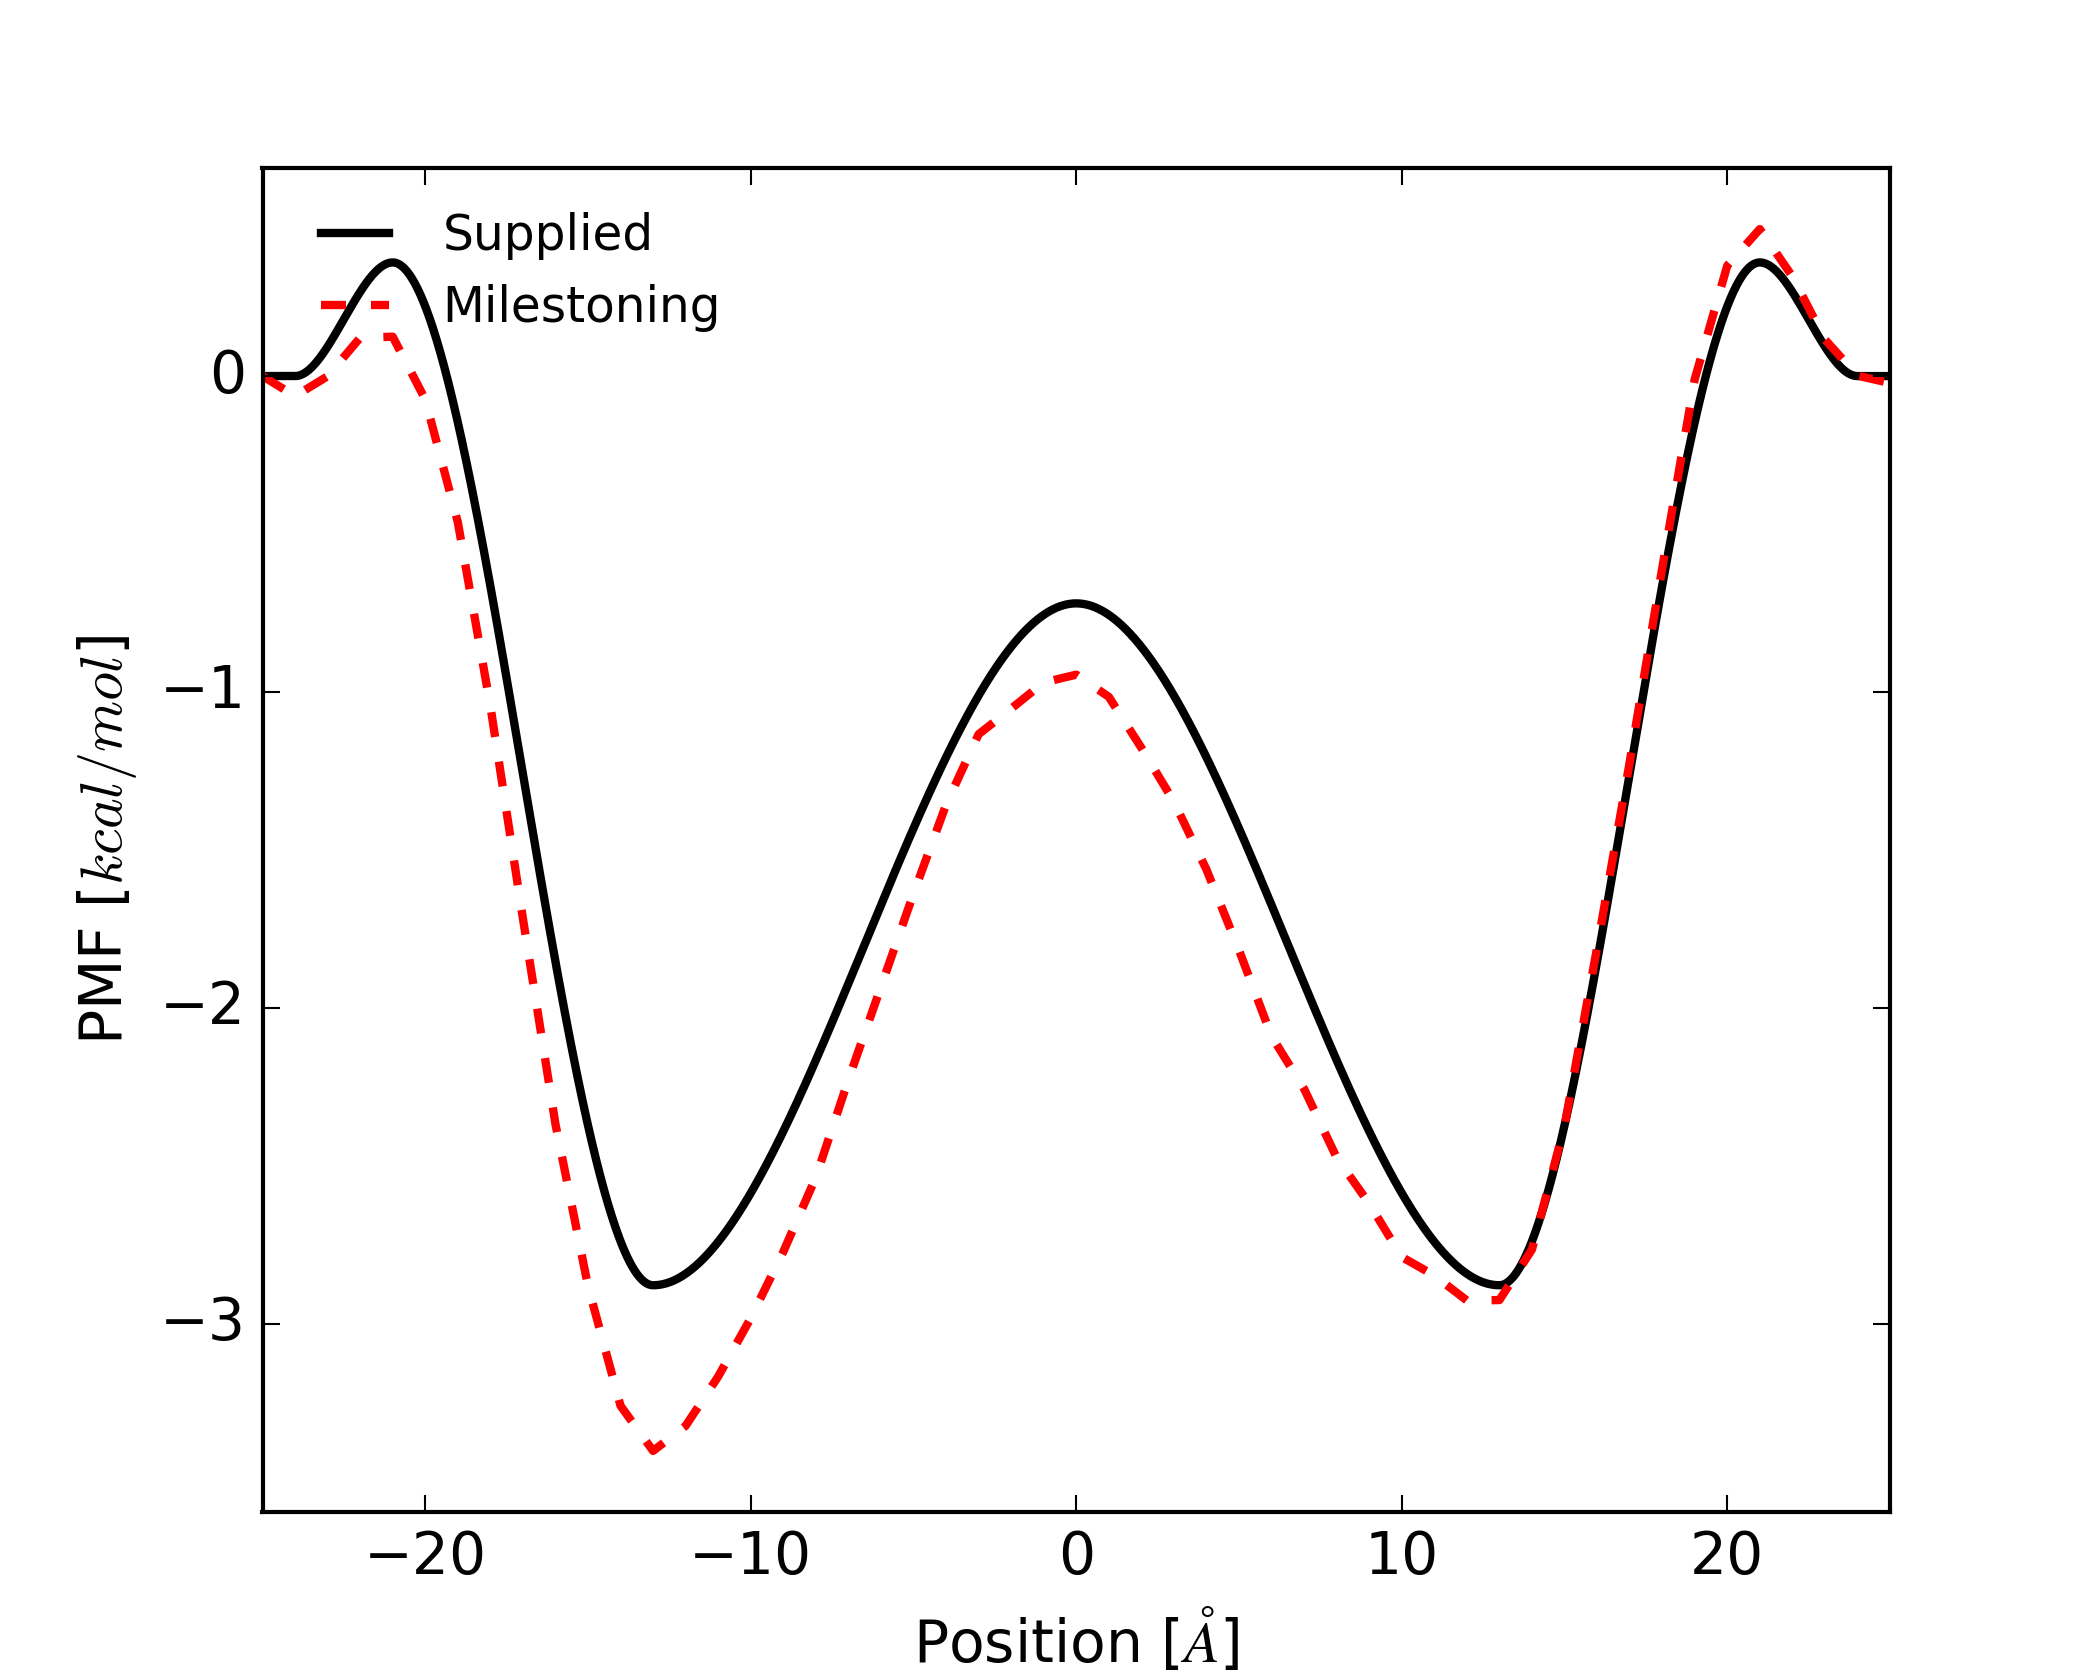 Supplied
Milestoning
0
−1
−2
−3
PMF [kcal/mol]
−20 −10 0 10 20
Position [Å]